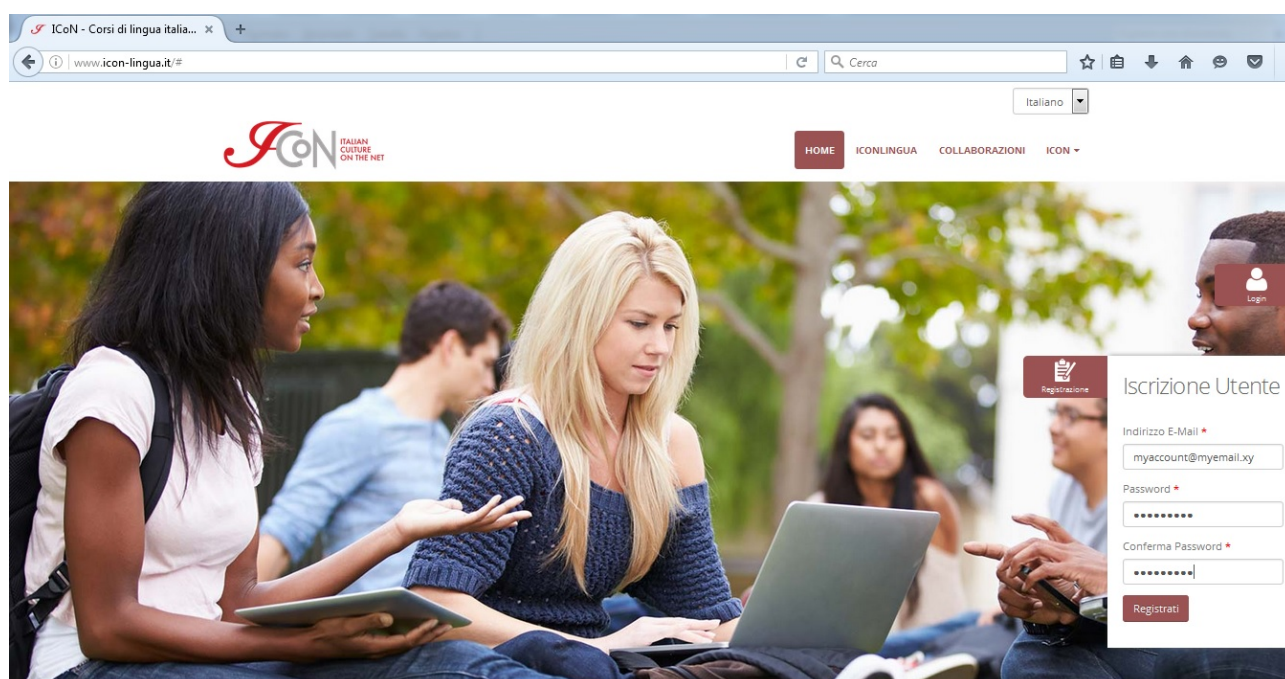 ICoN - Corsi di lingua italia... × +
www.icon-lingua.it/#
Cerca
Italiano
ICoN ITALIAN
CULTURE
ON THE NET
HOME ICONLINGUA COLLABORAZIONI ICON
Login
Registrazione
Iscrizione Utente
Indirizzo E-Mail *
myaccount@myemail.xy
Password *
•••••••••
Conferma Password *
•••••••••
Registrati